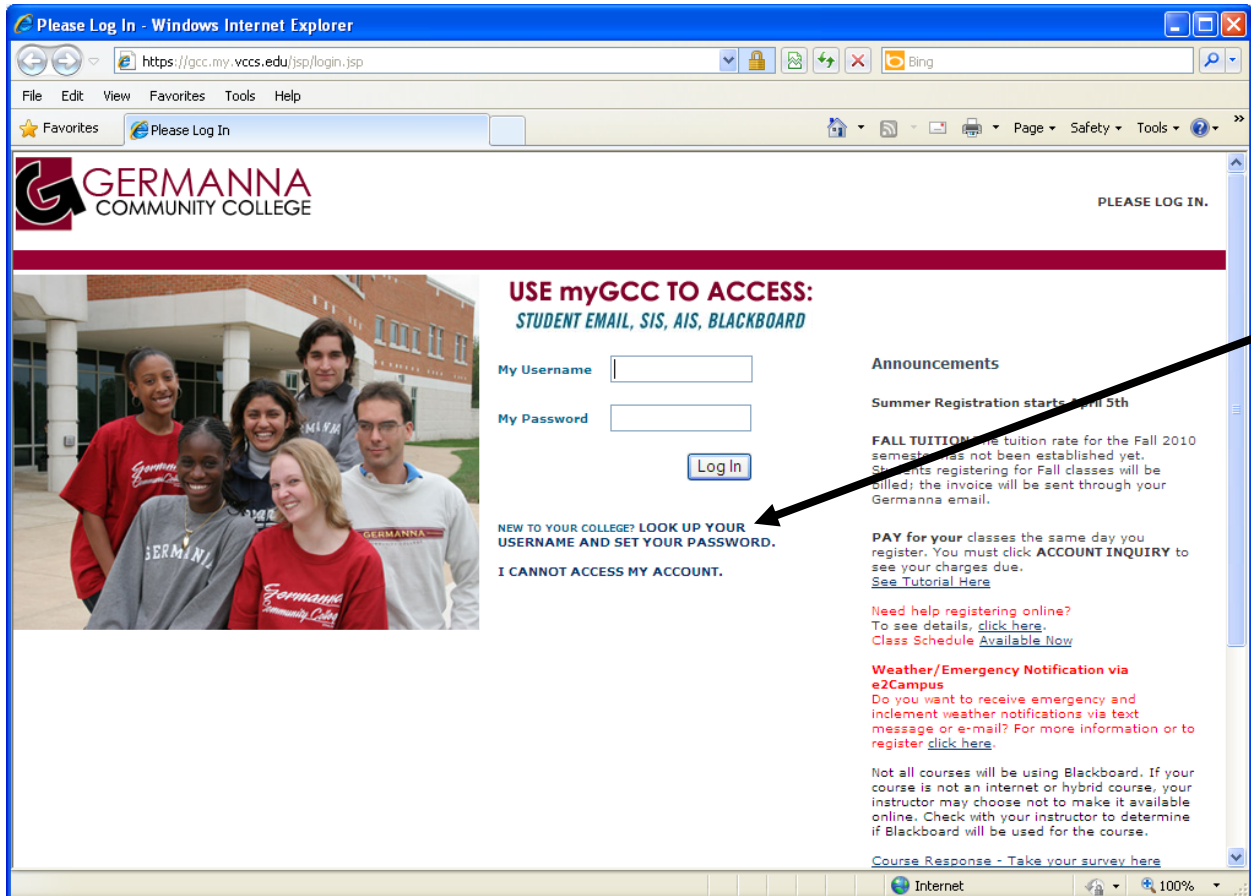 Please Log In - Windows Internet Explorer
https://gcc.my.vccs.edu/jsp/login.jsp
Bing
File Edit View Favorites Tools Help
Favorites
Please Log In
Page Safety Tools
GERMANNA
COMMUNITY COLLEGE
PLEASE LOG IN.
USE myGCC TO ACCESS:
STUDENT EMAIL, SIS, AIS, BLACKBOARD
My Username
My Password
Log In
NEW TO YOUR COLLEGE? LOOK UP YOUR
USERNAME AND SET YOUR PASSWORD.
I CANNOT ACCESS MY ACCOUNT.
GERMANNA
Germanna
Community College
Announcements
Summer Registration starts April 5th
FALL TUITION The tuition rate for the Fall 2010
semester has not been established yet.
Students registering for Fall classes will be
billed; the invoice will be sent through your
Germanna email.
PAY for your classes the same day you
register. You must click ACCOUNT INQUIRY to
see your charges due.
See Tutorial Here
Need help registering online?
To see details, click here.
Class Schedule Available Now
Weather/Emergency Notification via
e2Campus
Do you want to receive emergency and
inclement weather notifications via text
message or e-mail? For more information or to
register click here.
Not all courses will be using Blackboard. If your
course is not an internet or hybrid course, your
instructor may choose not to make it available
online. Check with your instructor to determine
if Blackboard will be used for the course.
Course Response - Take your survey here
Internet
100%